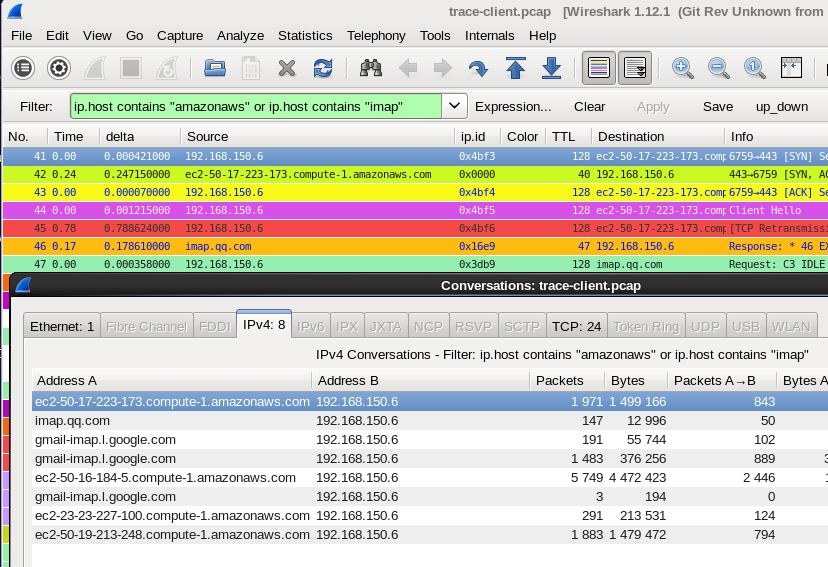 trace-client.pcap [Wireshark 1.12.1 (Git Rev Unknown from
File Edit View Go Capture Analyze Statistics Telephony Tools Internals Help
Filter: ip.host contains "amazonaws" or ip.host contains "imap" Expression... Clear Apply Save up_down
No. Time delta Source ip.id Color TTL Destination Info
41 0.00 0.000421000 192.168.150.6 0x4bf3 128 ec2-50-17-223-173.comp 6759→443 [SYN] Se
42 0.24 0.247150000 ec2-50-17-223-173.compute-1.amazonaws.com 0x0000 40 192.168.150.6 443→6759 [SYN, AC
43 0.00 0.000070000 192.168.150.6 0x4bf4 128 ec2-50-17-223-173.comp 6759→443 [ACK] Se
44 0.00 0.001215000 192.168.150.6 0x4bf5 128 ec2-50-17-223-173.comp Client Hello
45 0.78 0.788624000 192.168.150.6 0x4bf6 128 ec2-50-17-223-173.comp [TCP Retransmiss
46 0.17 0.178610000 imap.qq.com 0x16e9 47 192.168.150.6 Response: * 46 EX
47 0.00 0.000358000 192.168.150.6 0x3db9 128 imap.qq.com Request: C3 IDLE
Conversations: trace-client.pcap
Ethernet: 1 Fibre Channel FDDI IPv4: 8 IPv6 IPX JXTA NCP RSVP SCTP TCP: 24 Token Ring UDP USB WLAN
IPv4 Conversations - Filter: ip.host contains "amazonaws" or ip.host contains "imap"
Address A Address B Packets Bytes Packets A→B Bytes A
ec2-50-17-223-173.compute-1.amazonaws.com 192.168.150.6 1 971 1 499 166 843
imap.qq.com 192.168.150.6 147 12 996 50
gmail-imap.l.google.com 192.168.150.6 191 55 744 102
gmail-imap.l.google.com 192.168.150.6 1 483 376 256 889
ec2-50-16-184-5.compute-1.amazonaws.com 192.168.150.6 5 749 4 472 423 2 446
gmail-imap.l.google.com 192.168.150.6 3 194 0
ec2-23-23-227-100.compute-1.amazonaws.com 192.168.150.6 291 213 531 124
ec2-50-19-213-248.compute-1.amazonaws.com 192.168.150.6 1 883 1 479 472 794